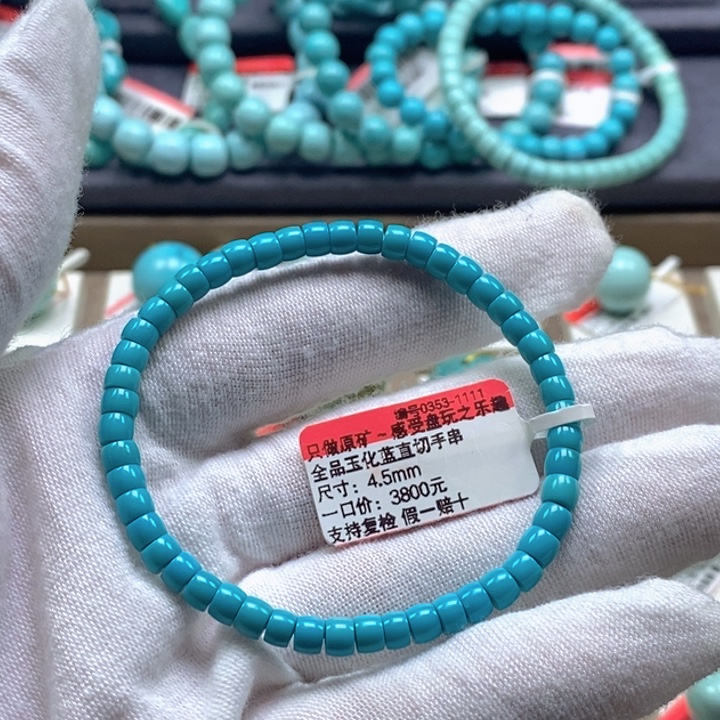 编号0353-1111
只做原矿~感受盘玩之乐趣
全品玉化蓝直切手串
尺寸：4.5mm
一口价：3800元
支持复检 假一赔十